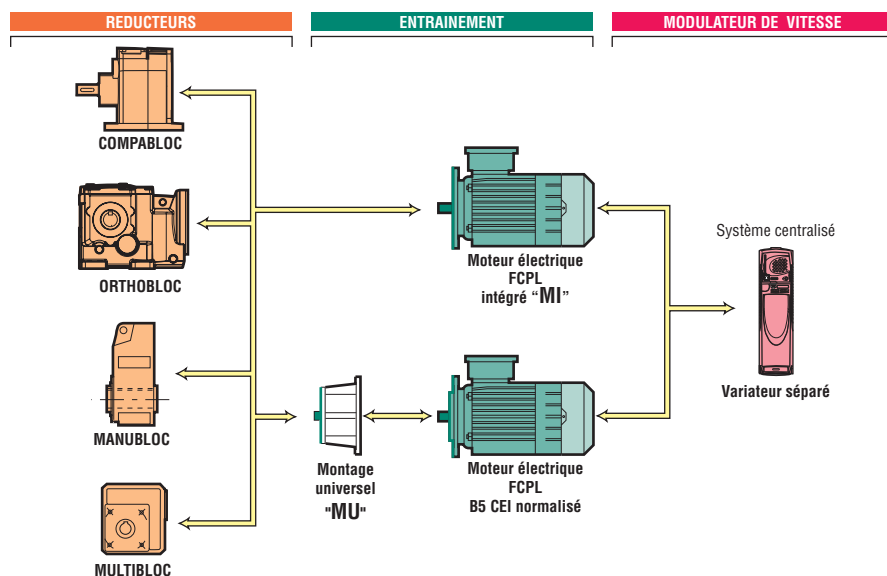 REDUCTEURS
ENTRAINEMENT
MODULATEUR DE VITESSE
COMPABLOC
ORTHOBLOC
MANUBLOC
MULTIBLOC
Moteur électrique
FCPL
intégré “MI”
Montage
universel
"MU"
Moteur électrique
FCPL
B5 CEI normalisé
Système centralisé
Variateur séparé